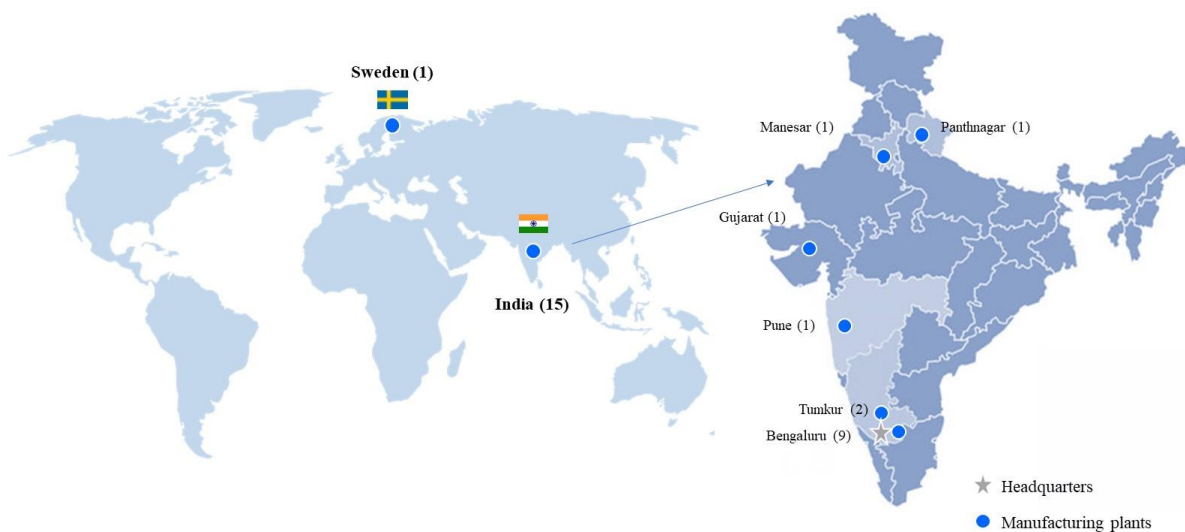 Sweden (1)
India (15)
Manesar (1)
Panthnagar (1)
Gujarat (1)
Pune (1)
Tumkur (2)
Bengaluru (9)
Headquarters
Manufacturing plants